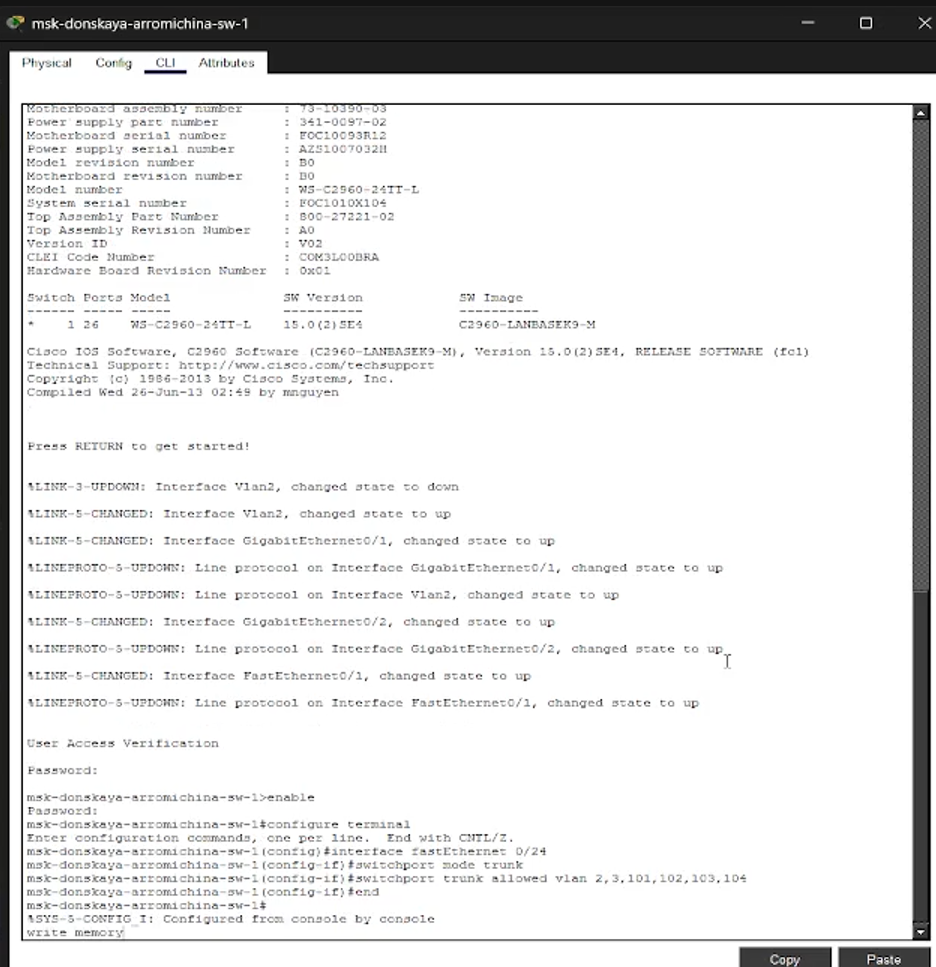 msk-donskaya-arromichina-sw-1
Physical Config CLI Attributes
Motherboard assembly number : 73-10390-03
Power supply part number : 341-0097-02
Motherboard serial number : FOC10093R12
Power supply serial number : AZS1007032H
Model revision number : B0
Motherboard revision number : B0
Model number : WS-C2960-24TT-L
System serial number : FOC1010X104
Top Assembly Part Number : 800-27221-02
Top Assembly Revision Number : A0
Version ID : V02
CLEI Code Number : COM3L00BRA
Hardware Board Revision Number : 0x01
Switch Ports Model SW Version SW Image
------ ----- ----- ---------- ----------
* 1 26 WS-C2960-24TT-L 15.0(2)SE4 C2960-LANBASEK9-M
Cisco IOS Software, C2960 Software (C2960-LANBASEK9-M), Version 15.0(2)SE4, RELEASE SOFTWARE (fc1)
Technical Support: http://www.cisco.com/techsupport
Copyright (c) 1986-2013 by Cisco Systems, Inc.
Compiled Wed 26-Jun-13 02:49 by mnguyen
Press RETURN to get started!
%LINK-3-UPDOWN: Interface Vlan2, changed state to down
%LINK-5-CHANGED: Interface Vlan2, changed state to up
%LINK-5-CHANGED: Interface GigabitEthernet0/1, changed state to up
%LINEPROTO-5-UPDOWN: Line protocol on Interface GigabitEthernet0/1, changed state to up
%LINEPROTO-5-UPDOWN: Line protocol on Interface Vlan2, changed state to up
%LINK-5-CHANGED: Interface GigabitEthernet0/2, changed state to up
%LINEPROTO-5-UPDOWN: Line protocol on Interface GigabitEthernet0/2, changed state to up
%LINK-5-CHANGED: Interface FastEthernet0/1, changed state to up
%LINEPROTO-5-UPDOWN: Line protocol on Interface FastEthernet0/1, changed state to up
User Access Verification
Password:
msk-donskaya-arromichina-sw-1>enable
Password:
msk-donskaya-arromichina-sw-1#configure terminal
Enter configuration commands, one per line. End with CNTL/Z.
msk-donskaya-arromichina-sw-1(config)#interface fastEthernet 0/24
msk-donskaya-arromichina-sw-1(config-if)#switchport mode trunk
msk-donskaya-arromichina-sw-1(config-if)#switchport trunk allowed vlan 2,3,101,102,103,104
msk-donskaya-arromichina-sw-1(config-if)#end
msk-donskaya-arromichina-sw-1#
%SYS-5-CONFIG_I: Configured from console by console
write memory
Copy Paste